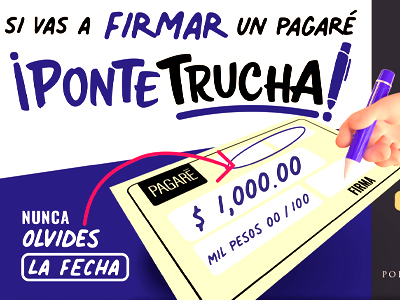 SI VAS A FIRMAR UN PAGARÉ
¡PONTE TRUCHA!
PAGARÉ
$ 1,000.00
MIL PESOS 00/100
FIRMA
NUNCA
OLVIDES
LA FECHA